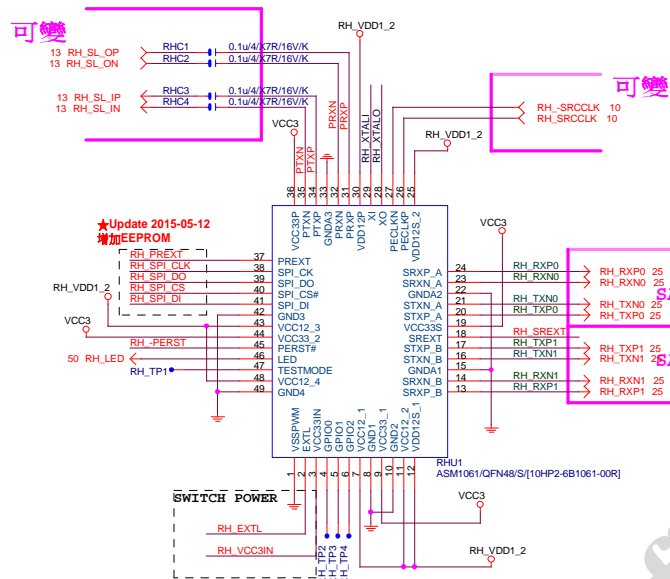 可變
13 RH_SL_OP
13 RH_SL_ON
RHC1 0.1u/4/X7R/16V/K
RHC2 0.1u/4/X7R/16V/K
13 RH_SL_IP
13 RH_SL_IN
RHC3 0.1u/4/X7R/16V/K
RHC4 0.1u/4/X7R/16V/K
RH_VDD1_2
可變
RH_-SRCCLK 10
RH_SRCCLK 10
VCC3
PTXN
PTXP
PRXN
PRXP
RH_XTALI
RH_XTALO
RH_VDD1_2
36 35 34 33 32 31 30 29 28 27 26 25
VCC33P
PTXN
PTXP
GNDA3
PRXN
PRXP
VDD12P
XI
XO
PECLKN
PECLKP
VDD12S_2
VCC3
★Update 2015-05-12
增加EEPROM
RH_PREXT 37 PREXT
RH_SPI_CLK 38 SPI_CK
RH_SPI_DO 39 SPI_DO
RH_SPI_CS 40 SPI_CS#
RH_SPI_DI 41 SPI_DI
42 GND3
RH_VDD1_2 43 VCC12_3
VCC3 44 VCC33_2
RH_-PERST 45 PERST#
50 RH_LED 46 LED
RH_TP1 47 TESTMODE
48 VCC12_4
49 GND4
SRXP_A 24 RH_RXP0 RH_RXP0 25
SRXN_A 23 RH_RXN0 RH_RXN0 25
GNDA2 22
STXN_A 21 RH_TXN0 RH_TXN0 25
STXP_A 20 RH_TXP0 RH_TXP0 25
VCC33S 19
SREXT 18 RH_SREXT
STXP_B 17 RH_TXP1 RH_TXP1 25
STXN_B 16 RH_TXN1 RH_TXN1 25
GNDA1 15
SRXN_B 14 RH_RXN1 RH_RXN1 25
SRXP_B 13 RH_RXP1 RH_RXP1 25
VSSPWM
EXTL
VCC33IN
GPIO0
GPIO1
GPIO2
VCC12_1
GND1
VCC33_1
GND2
VCC12_2
VDD12S_1
1 2 3 4 5 6 7 8 9 10 11 12
RHU1
ASM1061/QFN48/S/[10HP2-6B1061-00R]
SWITCH POWER
RH_EXTL
RH_VCC3IN
H_TP2
H_TP3
H_TP4
VCC3
RH_VDD1_2